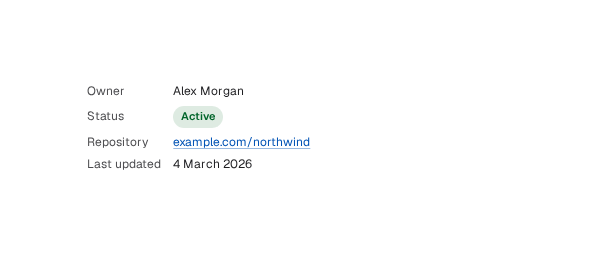 Owner Alex Morgan
Status Active
Repository example.com/northwind
Last updated 4 March 2026